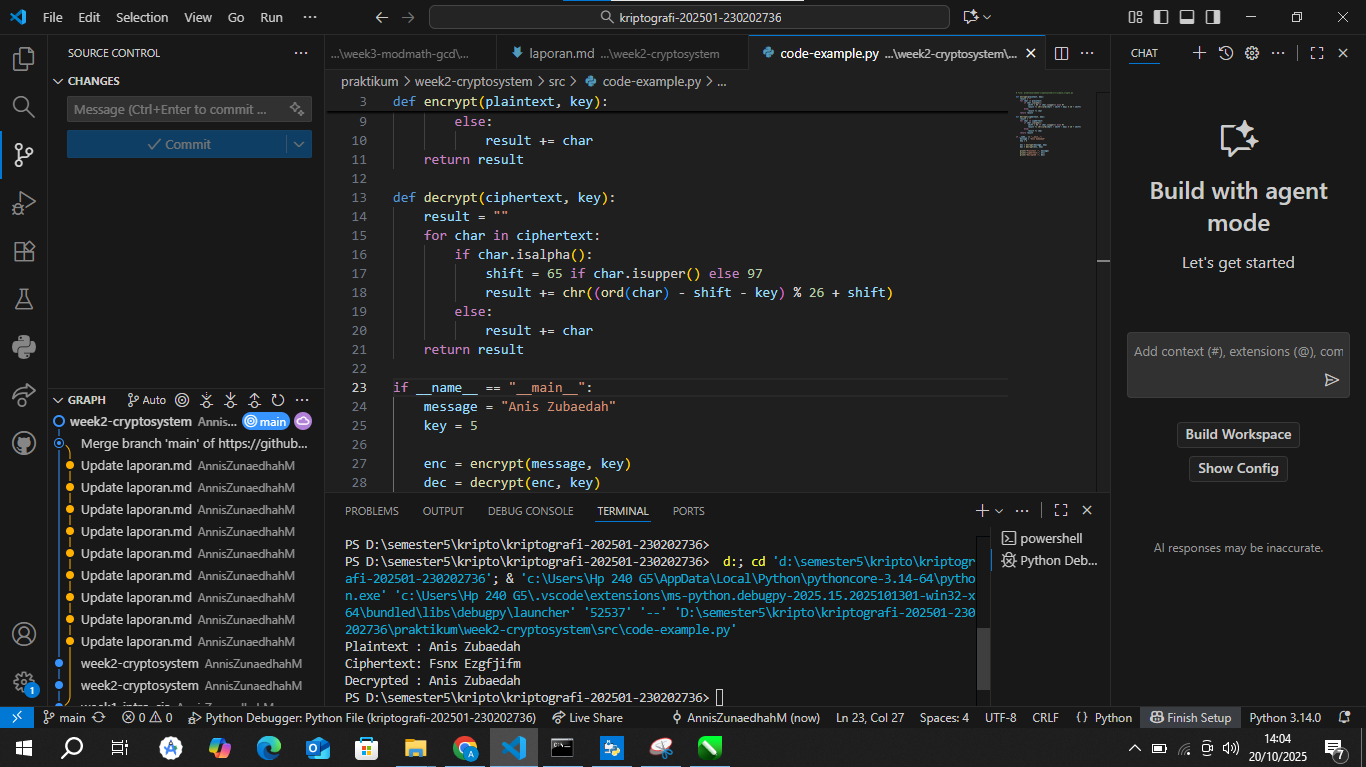 File Edit Selection View Go Run ··· kriptografi-202501-230202736
SOURCE CONTROL
CHANGES
Message (Ctrl+Enter to commit ...
Commit
GRAPH Auto
week2-cryptosystem Annis... main
Merge branch 'main' of https://github...
Update laporan.md AnnisZunaedhahM
Update laporan.md AnnisZunaedhahM
Update laporan.md AnnisZunaedhahM
Update laporan.md AnnisZunaedhahM
Update laporan.md AnnisZunaedhahM
Update laporan.md AnnisZunaedhahM
Update laporan.md AnnisZunaedhahM
Update laporan.md AnnisZunaedhahM
Update laporan.md AnnisZunaedhahM
week2-cryptosystem AnnisZunaedhahM
week2-cryptosystem AnnisZunaedhahM
1
...\week3-modmath-gcd\... laporan.md ...\week2-cryptosystem code-example.py ...\week2-cryptosystem\...
praktikum > week2-cryptosystem > src > code-example.py > ...
3 def encrypt(plaintext, key):
9 else:
10 result += char
11 return result
12
13 def decrypt(ciphertext, key):
14 result = ""
15 for char in ciphertext:
16 if char.isalpha():
17 shift = 65 if char.isupper() else 97
18 result += chr((ord(char) - shift - key) % 26 + shift)
19 else:
20 result += char
21 return result
22
23 if __name__ == "__main__":
24 message = "Anis Zubaedah"
25 key = 5
26
27 enc = encrypt(message, key)
28 dec = decrypt(enc, key)
PROBLEMS OUTPUT DEBUG CONSOLE TERMINAL PORTS
PS D:\semester5\kripto\kriptografi-202501-230202736>
PS D:\semester5\kripto\kriptografi-202501-230202736> d:; cd 'd:\semester5\kripto\kriptogr
afi-202501-230202736'; & 'c:\Users\Hp 240 G5\AppData\Local\Python\pythoncore-3.14-64\pytho
n.exe' 'c:\Users\Hp 240 G5\.vscode\extensions\ms-python.debugpy-2025.15.2025101301-win32-x
64\bundled\libs\debugpy\launcher' '52537' '--' 'D:\semester5\kripto\kriptografi-202501-230
202736\praktikum\week2-cryptosystem\src\code-example.py'
Plaintext : Anis Zubaedah
Ciphertext: Fsnx Ezgfjifm
Decrypted : Anis Zubaedah
PS D:\semester5\kripto\kriptografi-202501-230202736>
powershell
Python Deb...
CHAT
Build with agent
mode
Let's get started
Add context (#), extensions (@), com
Build Workspace
Show Config
AI responses may be inaccurate.
main 0 0 Python Debugger: Python File (kriptografi-202501-230202736) Live Share AnnisZunaedhahM (now) Ln 23, Col 27 Spaces: 4 UTF-8 CRLF {} Python Finish Setup Python 3.14.0
14:04
20/10/2025
7